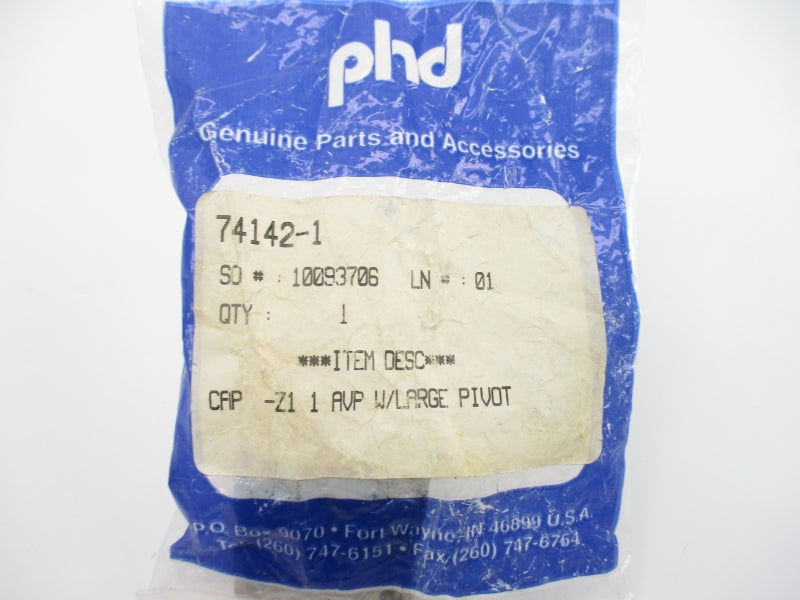 phd
Genuine Parts and Accessories
74142-1
SO # : 10093706 LN # : 01
QTY : 1
***ITEM DESC***
CAP -Z1 1 AVP W/LARGE PIVOT
P.O. Box 9070 • Fort Wayne, IN 46899 U.S.A.
Tel. (260) 747-6151 • Fax (260) 747-6764